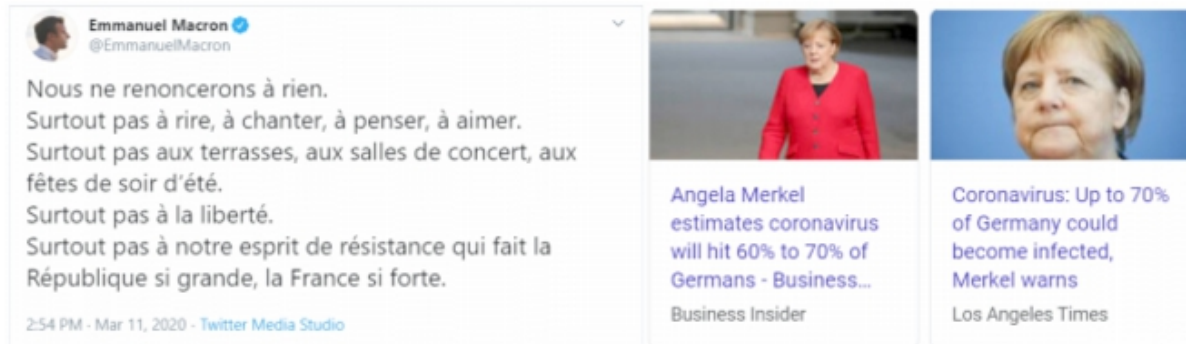 Emmanuel Macron
@EmmanuelMacron
Nous ne renoncerons à rien.
Surtout pas à rire, à chanter, à penser, à aimer.
Surtout pas aux terrasses, aux salles de concert, aux
fêtes de soir d'été.
Surtout pas à la liberté.
Surtout pas à notre esprit de résistance qui fait la
République si grande, la France si forte.
2:54 PM - Mar 11, 2020 - Twitter Media Studio
Angela Merkel
estimates coronavirus
will hit 60% to 70% of
Germans - Business...
Business Insider
Coronavirus: Up to 70%
of Germany could
become infected,
Merkel warns
Los Angeles Times